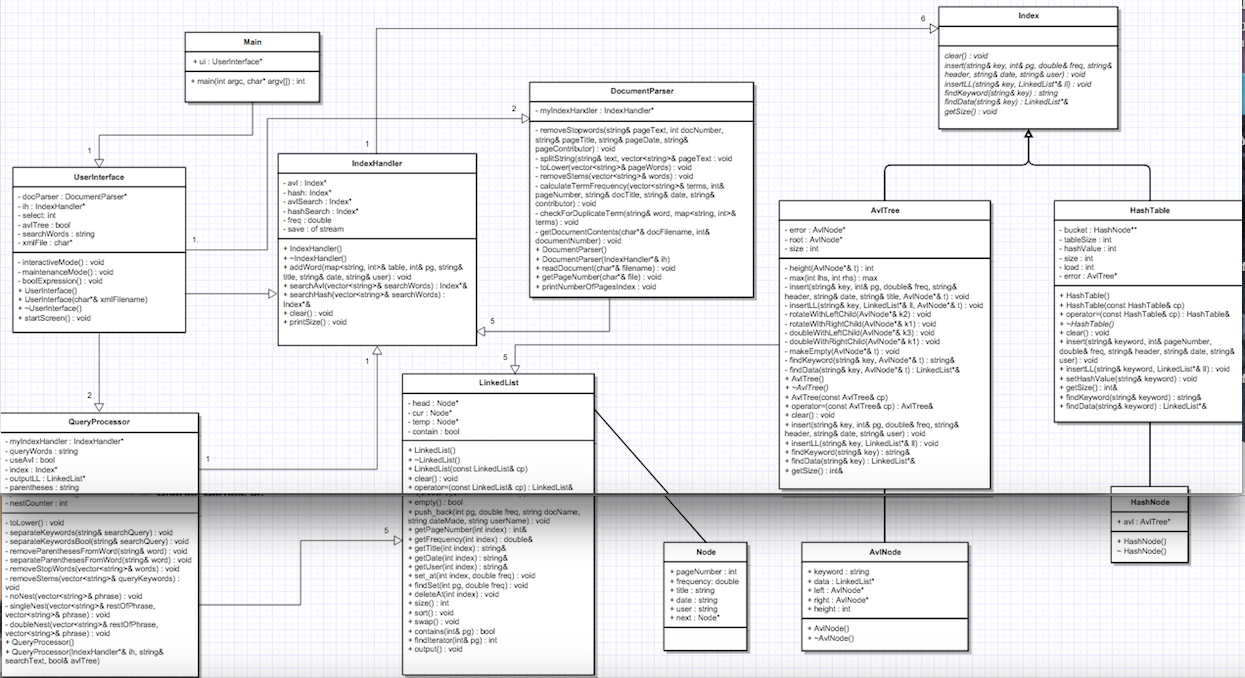 Main
+ ui : UserInterface*
+ main(int argc, char* argv[]) : int
1
UserInterface
- docParser : DocumentParser*
- ih : IndexHandler*
- select: int
- avlTree : bool
- searchWords : string
- xmlFile : char*
- interactiveMode() : void
- maintenanceMode() : void
- boolExpression() : void
+ UserInterface()
+ UserInterface(char*& xmlFilename)
+ ~UserInterface()
+ startScreen() : void
1.
2
2
1
IndexHandler
- avl : Index*
- hash: Index*
- avlSearch : Index*
- hashSearch : Index*
- freq : double
- save : of stream
+ IndexHandler()
+ ~IndexHandler()
+ addWord(map<string, int>& table, int& pg, string&
title, string& date, string& user) : void
+ searchAvl(vector<string>& searchWords) : Index*&
+ searchHash(vector<string>& searchWords) :
Index*&
+ clear() : void
+ printSize() : void
1
5
DocumentParser
- myIndexHandler : IndexHandler*
- removeStopwords(string& pageText, int docNumber,
string& pageTitle, string& pageDate, string&
pageContributor) : void
- splitString(string& text, vector<string>& pageText : void
- toLower(vector<string>& pageWords) : void
- removeStems(vector<string>& words) : void
- calculateTermFrequency(vector<string>& terms, int&
pageNumber, string& docTitle, string& date, string&
contributor) : void
- checkForDuplicateTerm(string& word, map<string, int>&
terms) : void
- getDocumentContents(char*& docFilename, int&
documentNumber) : void
+ DocumentParser()
+ DocumentParser(IndexHandler*& ih)
+ readDocument(char*& filename) : void
+ getPageNumber(char*& file) : void
+ printNumberOfPagesIndex : void
6
Index
clear() : void
insert(string& key, int& pg, double& freq, string&
header, string& date, string& user) : void
insertLL(string& key, LinkedList*& ll) : void
findKeyword(string& key) : string
findData(string& key) : LinkedList*&
getSize() : void
AvlTree
- error : AvlNode*
- root : AvlNode*
- size : int
- height(AvlNode*& t) : int
- max(int lhs, int rhs) : max
- insert(string& key, int& pg, double& freq, string&
header, string& date, string& title, AvlNode*& t) : void
- insertLL(string& key, LinkedList*& ll, AvlNode*& t) : void
- rotateWithLeftChild(AvlNode*& k2) : void
- rotateWithRightChild(AvlNode*& k1) : void
- doubleWithLeftChild(AvlNode*& k3) : void
- doubleWithRightChild(AvlNode*& k1) : void
- makeEmpty(AvlNode*& t) : void
- findKeyword(string& key, AvlNode*& t) : string&
- findData(string& key, AvlNode*& t) : LinkedList*&
+ AvlTree()
+ ~AvlTree()
+ AvlTree(const AvlTree& cp)
+ operator=(const AvlTree& cp) : AvlTree&
+ clear() : void
+ insert(string& key, int& pg, double& freq, string&
header, string& date, string& user) : void
+ insertLL(string& key, LinkedList*& ll) : void
+ findKeyword(string& key) : string&
+ findData(string& key) : LinkedList*&
+ getSize() : int&
HashTable
- bucket : HashNode**
- tableSize : int
- hashValue : int
- size : int
- load : int
- error : AvlTree*
+ HashTable()
+ HashTable(const HashTable& cp)
+ operator=(const HashTable& cp) : HashTable&
+ ~HashTable()
+ clear() : void
+ insert(string& keyword, int& pageNumber,
double& freq, string& header, string& date, string&
user) : void
+ insertLL(string& keyword, LinkedList*& ll) : void
+ setHashValue(string& keyword) : void
+ getSize() : int&
+ findKeyword(string& keyword) : string&
+ findData(string& keyword) : LinkedList*&
5
LinkedList
- head : Node*
- cur : Node*
- temp : Node*
- contain : bool
+ LinkedList()
+ ~LinkedList()
+ LinkedList(const LinkedList& cp)
+ clear() : void
+ operator=(const LinkedList& cp) : LinkedList&
+ empty() : bool
+ push_back(int pg, double freq, string docName,
string dateMade, string userName) : void
+ getPageNumber(int index) : int&
+ getFrequency(int index) : double&
+ getTitle(int index) : string&
+ getDate(int index) : string&
+ getUser(int index) : string&
+ set_at(int index, double freq) : void
+ findSet(int pg, double freq) : void
+ deleteAt(int index) : void
+ size() : int
+ sort() : void
+ swap() : void
+ contains(int& pg) : bool
+ findIterator(int& pg) : int
+ output() : void
QueryProcessor
- myIndexHandler : IndexHandler*
- queryWords : string
- useAvl : bool
- index : Index*
- outputLL : LinkedList*
- parentheses : string
- nestCounter : int
- toLower() : void
- separateKeywords(string& searchQuery) : void
- separateKeywordsBool(string& searchQuery) : void
- removeParenthesesFromWord(string& word) : void
- separateParenthesesFromWord(string& word) : void
- removeStopWords(vector<string>& words) : void
- removeStems(vector<string>& queryKeywords) :
void
- noNest(vector<string>& phrase) : void
- singleNest(vector<string>& restOfPhrase,
vector<string>& phrase) : void
- doubleNest(vector<string>& restOfPhrase,
vector<string>& phrase) : void
+ QueryProcessor()
+ QueryProcessor(IndexHandler*& ih, string&
searchText, bool& avlTree)
1
5
Node
+ pageNumber : int
+ frequency: double
+ title : string
+ date : string
+ user : string
+ next : Node*
AvlNode
+ keyword : string
+ data : LinkedList*
+ left : AvlNode*
+ right : AvlNode*
+ height : int
+ AvlNode()
+ ~AvlNode()
HashNode
+ avl : AvlTree*
+ HashNode()
~ HashNode()